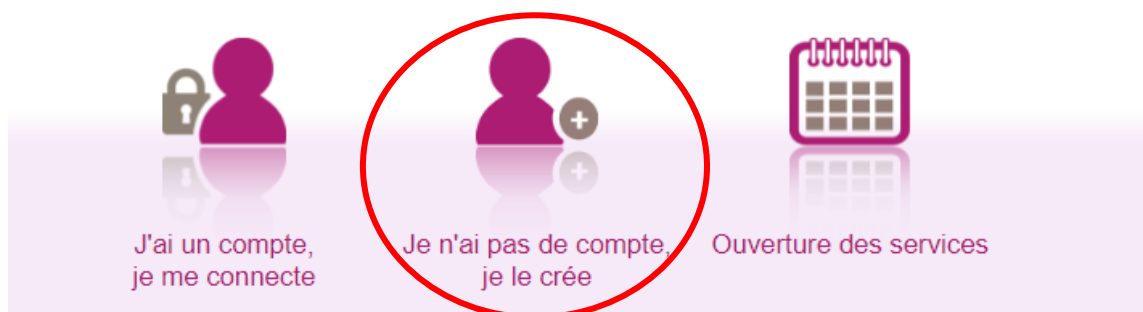 J'ai un compte,
je me connecte
Je n'ai pas de compte,
je le crée
Ouverture des services